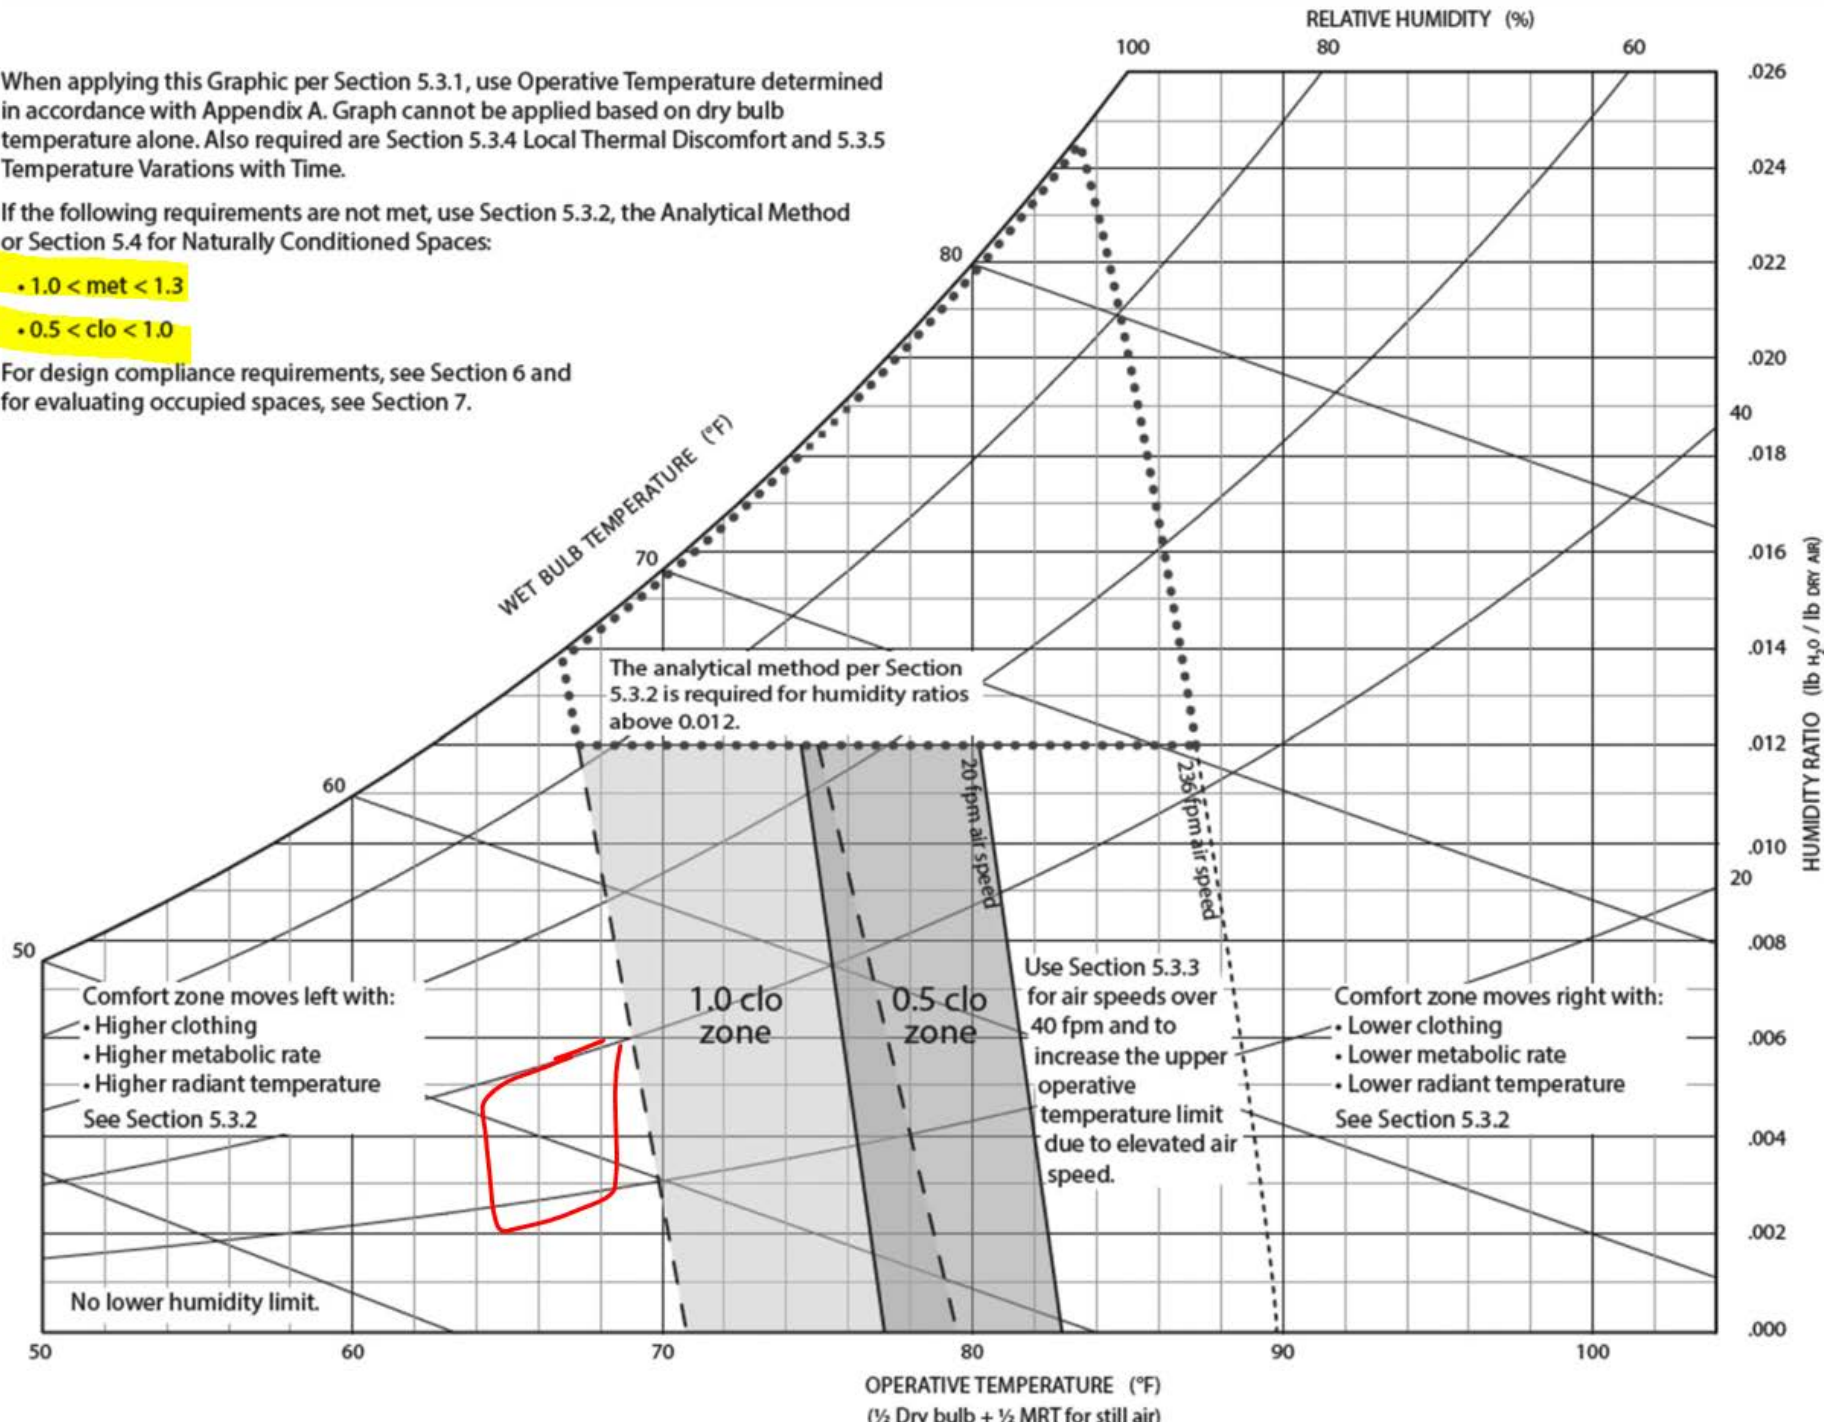 RELATIVE HUMIDITY (%)
100
80
60
When applying this Graphic per Section 5.3.1, use Operative Temperature determined
in accordance with Appendix A. Graph cannot be applied based on dry bulb
temperature alone. Also required are Section 5.3.4 Local Thermal Discomfort and 5.3.5
Temperature Varations with Time.
If the following requirements are not met, use Section 5.3.2, the Analytical Method
or Section 5.4 for Naturally Conditioned Spaces:
• 1.0 < met < 1.3
• 0.5 < clo < 1.0
For design compliance requirements, see Section 6 and
for evaluating occupied spaces, see Section 7.
WET BULB TEMPERATURE (°F)
80
70
60
50
.026
.024
.022
.020
40
.018
.016
.014
.012
.010
20
.008
.006
.004
.002
.000
HUMIDITY RATIO (lb H₂O / lb DRY AIR)
The analytical method per Section
5.3.2 is required for humidity ratios
above 0.012.
20 fpm air speed
236 fpm air speed
1.0 clo
zone
0.5 clo
zone
Comfort zone moves left with:
• Higher clothing
• Higher metabolic rate
• Higher radiant temperature
See Section 5.3.2
Use Section 5.3.3
for air speeds over
40 fpm and to
increase the upper
operative
temperature limit
due to elevated air
speed.
Comfort zone moves right with:
• Lower clothing
• Lower metabolic rate
• Lower radiant temperature
See Section 5.3.2
No lower humidity limit.
50
60
70
80
90
100
OPERATIVE TEMPERATURE (°F)
(½ Dry bulb + ½ MRT for still air)